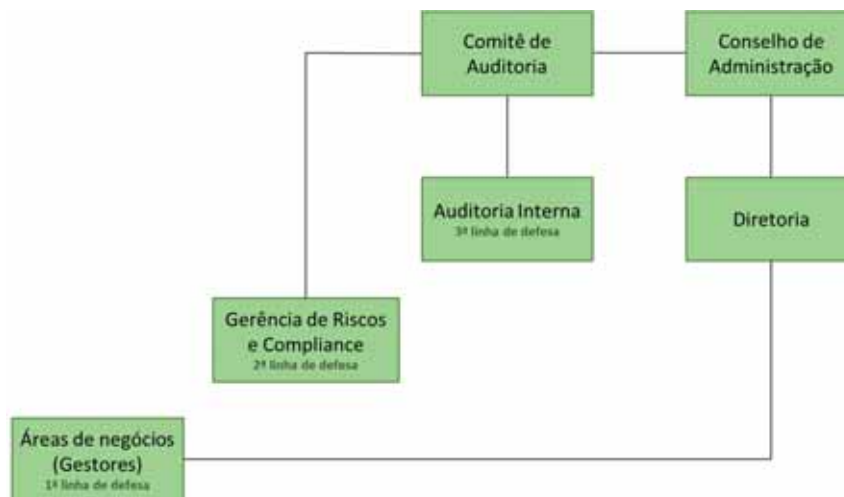 Comitê de
Auditoria
Conselho de
Administração
Auditoria Interna
3ª linha de defesa
Diretoria
Gerência de Riscos
e Compliance
2ª linha de defesa
Áreas de negócios
(Gestores)
1ª linha de defesa